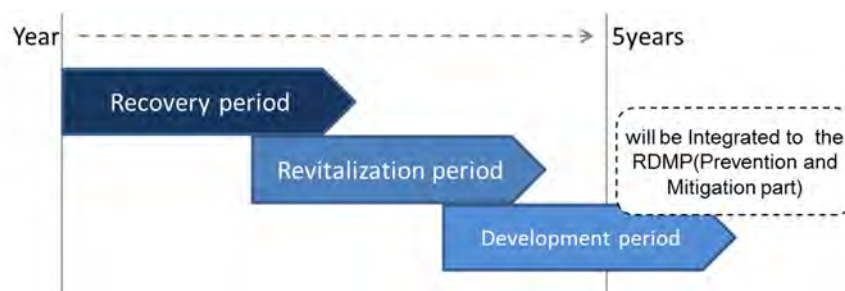 Year
5years
Recovery period
will be Integrated to the
RDMP(Prevention and
Mitigation part)
Revitalization period
Development period